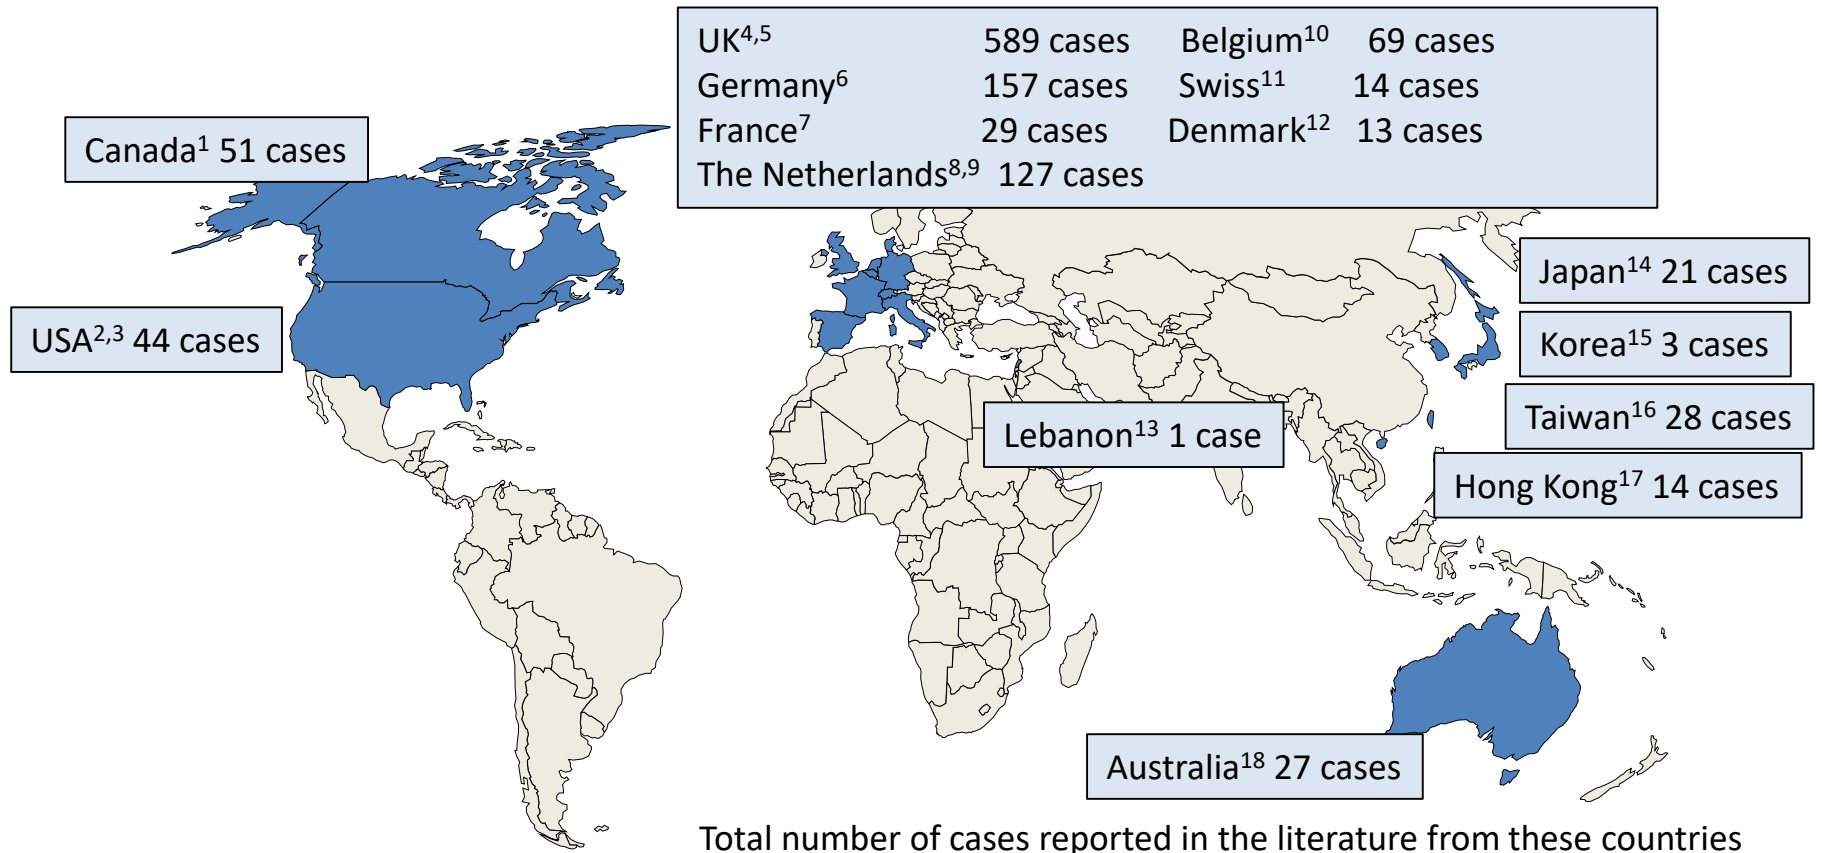 UK4,5 589 cases Belgium10 69 cases
Germany6 157 cases Swiss11 14 cases
France7 29 cases Denmark12 13 cases
The Netherlands8,9 127 cases
Canada1 51 cases
USA2,3 44 cases
Japan14 21 cases
Korea15 3 cases
Taiwan16 28 cases
Lebanon13 1 case
Hong Kong17 14 cases
Australia18 27 cases
Total number of cases reported in the literature from these countries